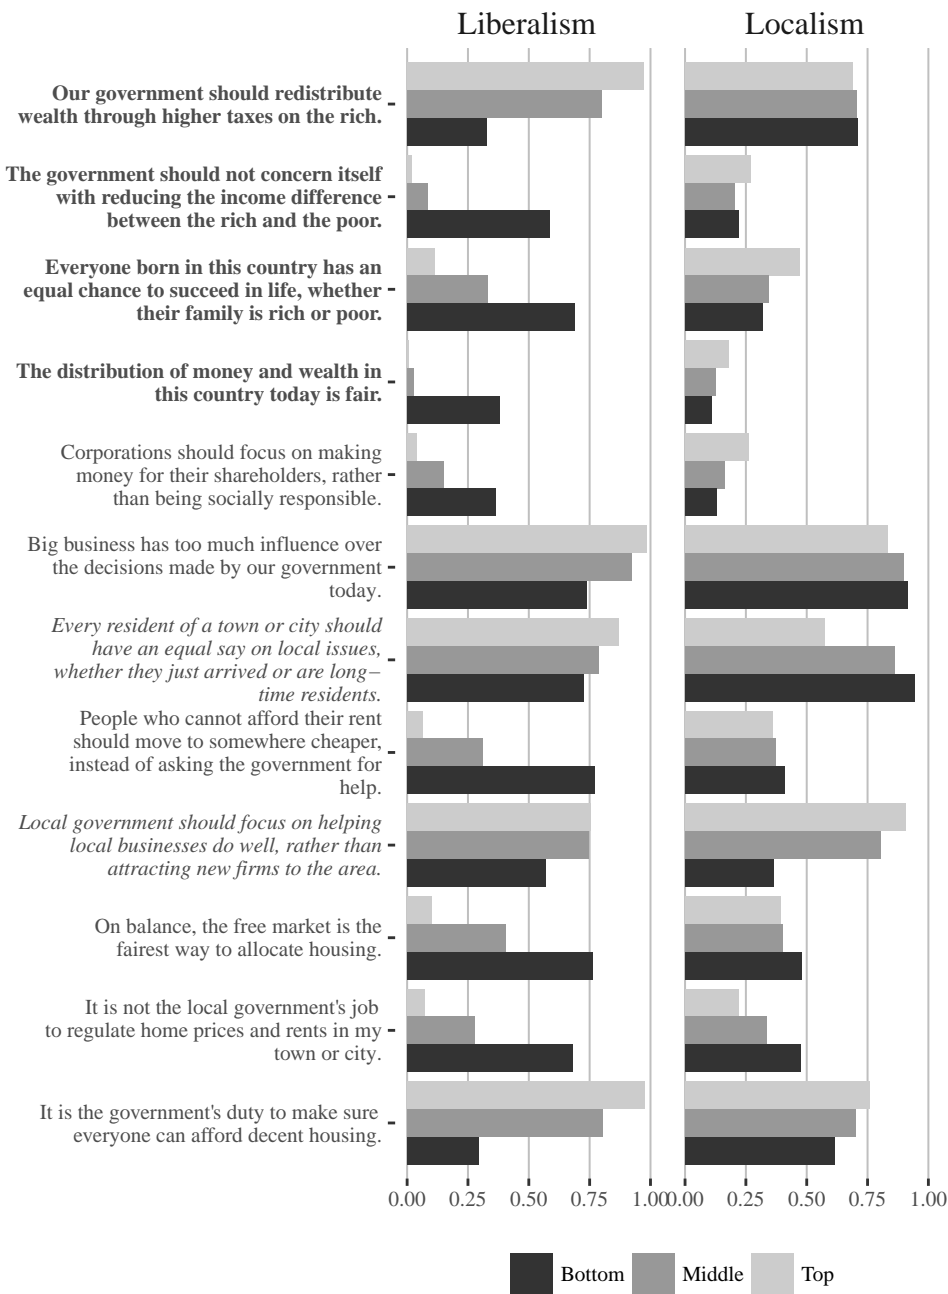 Liberalism Localism
Our government should redistribute
wealth through higher taxes on the rich.
The government should not concern itself
with reducing the income difference
between the rich and the poor.
Everyone born in this country has an
equal chance to succeed in life, whether
their family is rich or poor.
The distribution of money and wealth in
this country today is fair.
Corporations should focus on making
money for their shareholders, rather
than being socially responsible.
Big business has too much influence over
the decisions made by our government
today.
Every resident of a town or city should
have an equal say on local issues,
whether they just arrived or are long–
time residents.
People who cannot afford their rent
should move to somewhere cheaper,
instead of asking the government for
help.
Local government should focus on helping
local businesses do well, rather than
attracting new firms to the area.
On balance, the free market is the
fairest way to allocate housing.
It is not the local government's job
to regulate home prices and rents in my
town or city.
It is the government's duty to make sure
everyone can afford decent housing.
0.00 0.25 0.50 0.75 1.00 0.00 0.25 0.50 0.75 1.00
Bottom Middle Top